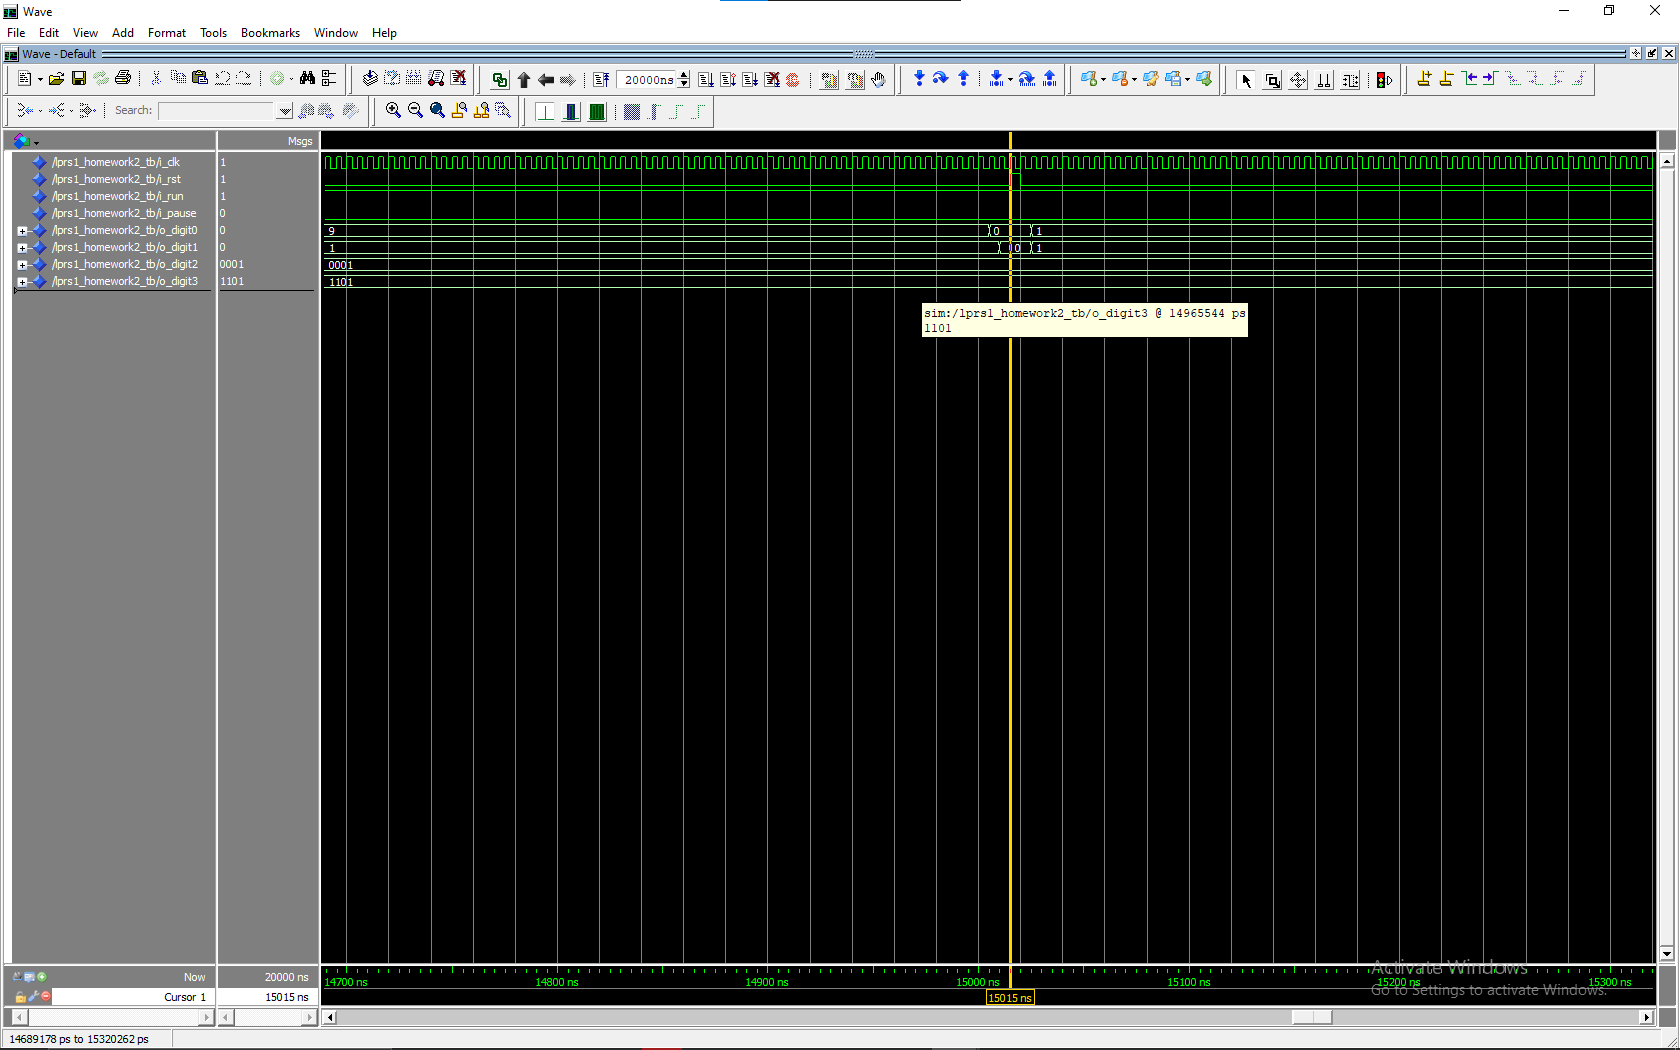 Wave
File Edit View Add Format Tools Bookmarks Window Help
Wave - Default
20000ns
Search:
Msgs
/lprs1_homework2_tb/i_clk 1
/lprs1_homework2_tb/i_rst 1
/lprs1_homework2_tb/i_run 1
/lprs1_homework2_tb/i_pause 0
/lprs1_homework2_tb/o_digit0 0 9 0 1
/lprs1_homework2_tb/o_digit1 0 1 0 1
/lprs1_homework2_tb/o_digit2 0001 0001
/lprs1_homework2_tb/o_digit3 1101 1101
sim:/lprs1_homework2_tb/o_digit3 @ 14965544 ps
1101
Now 20000 ns
14700 ns 14800 ns 14900 ns 15000 ns 15100 ns 15200 ns 15300 ns
Cursor 1 15015 ns 15015 ns
Activate Windows
Go to Settings to activate Windows.
14689178 ps to 15320262 ps